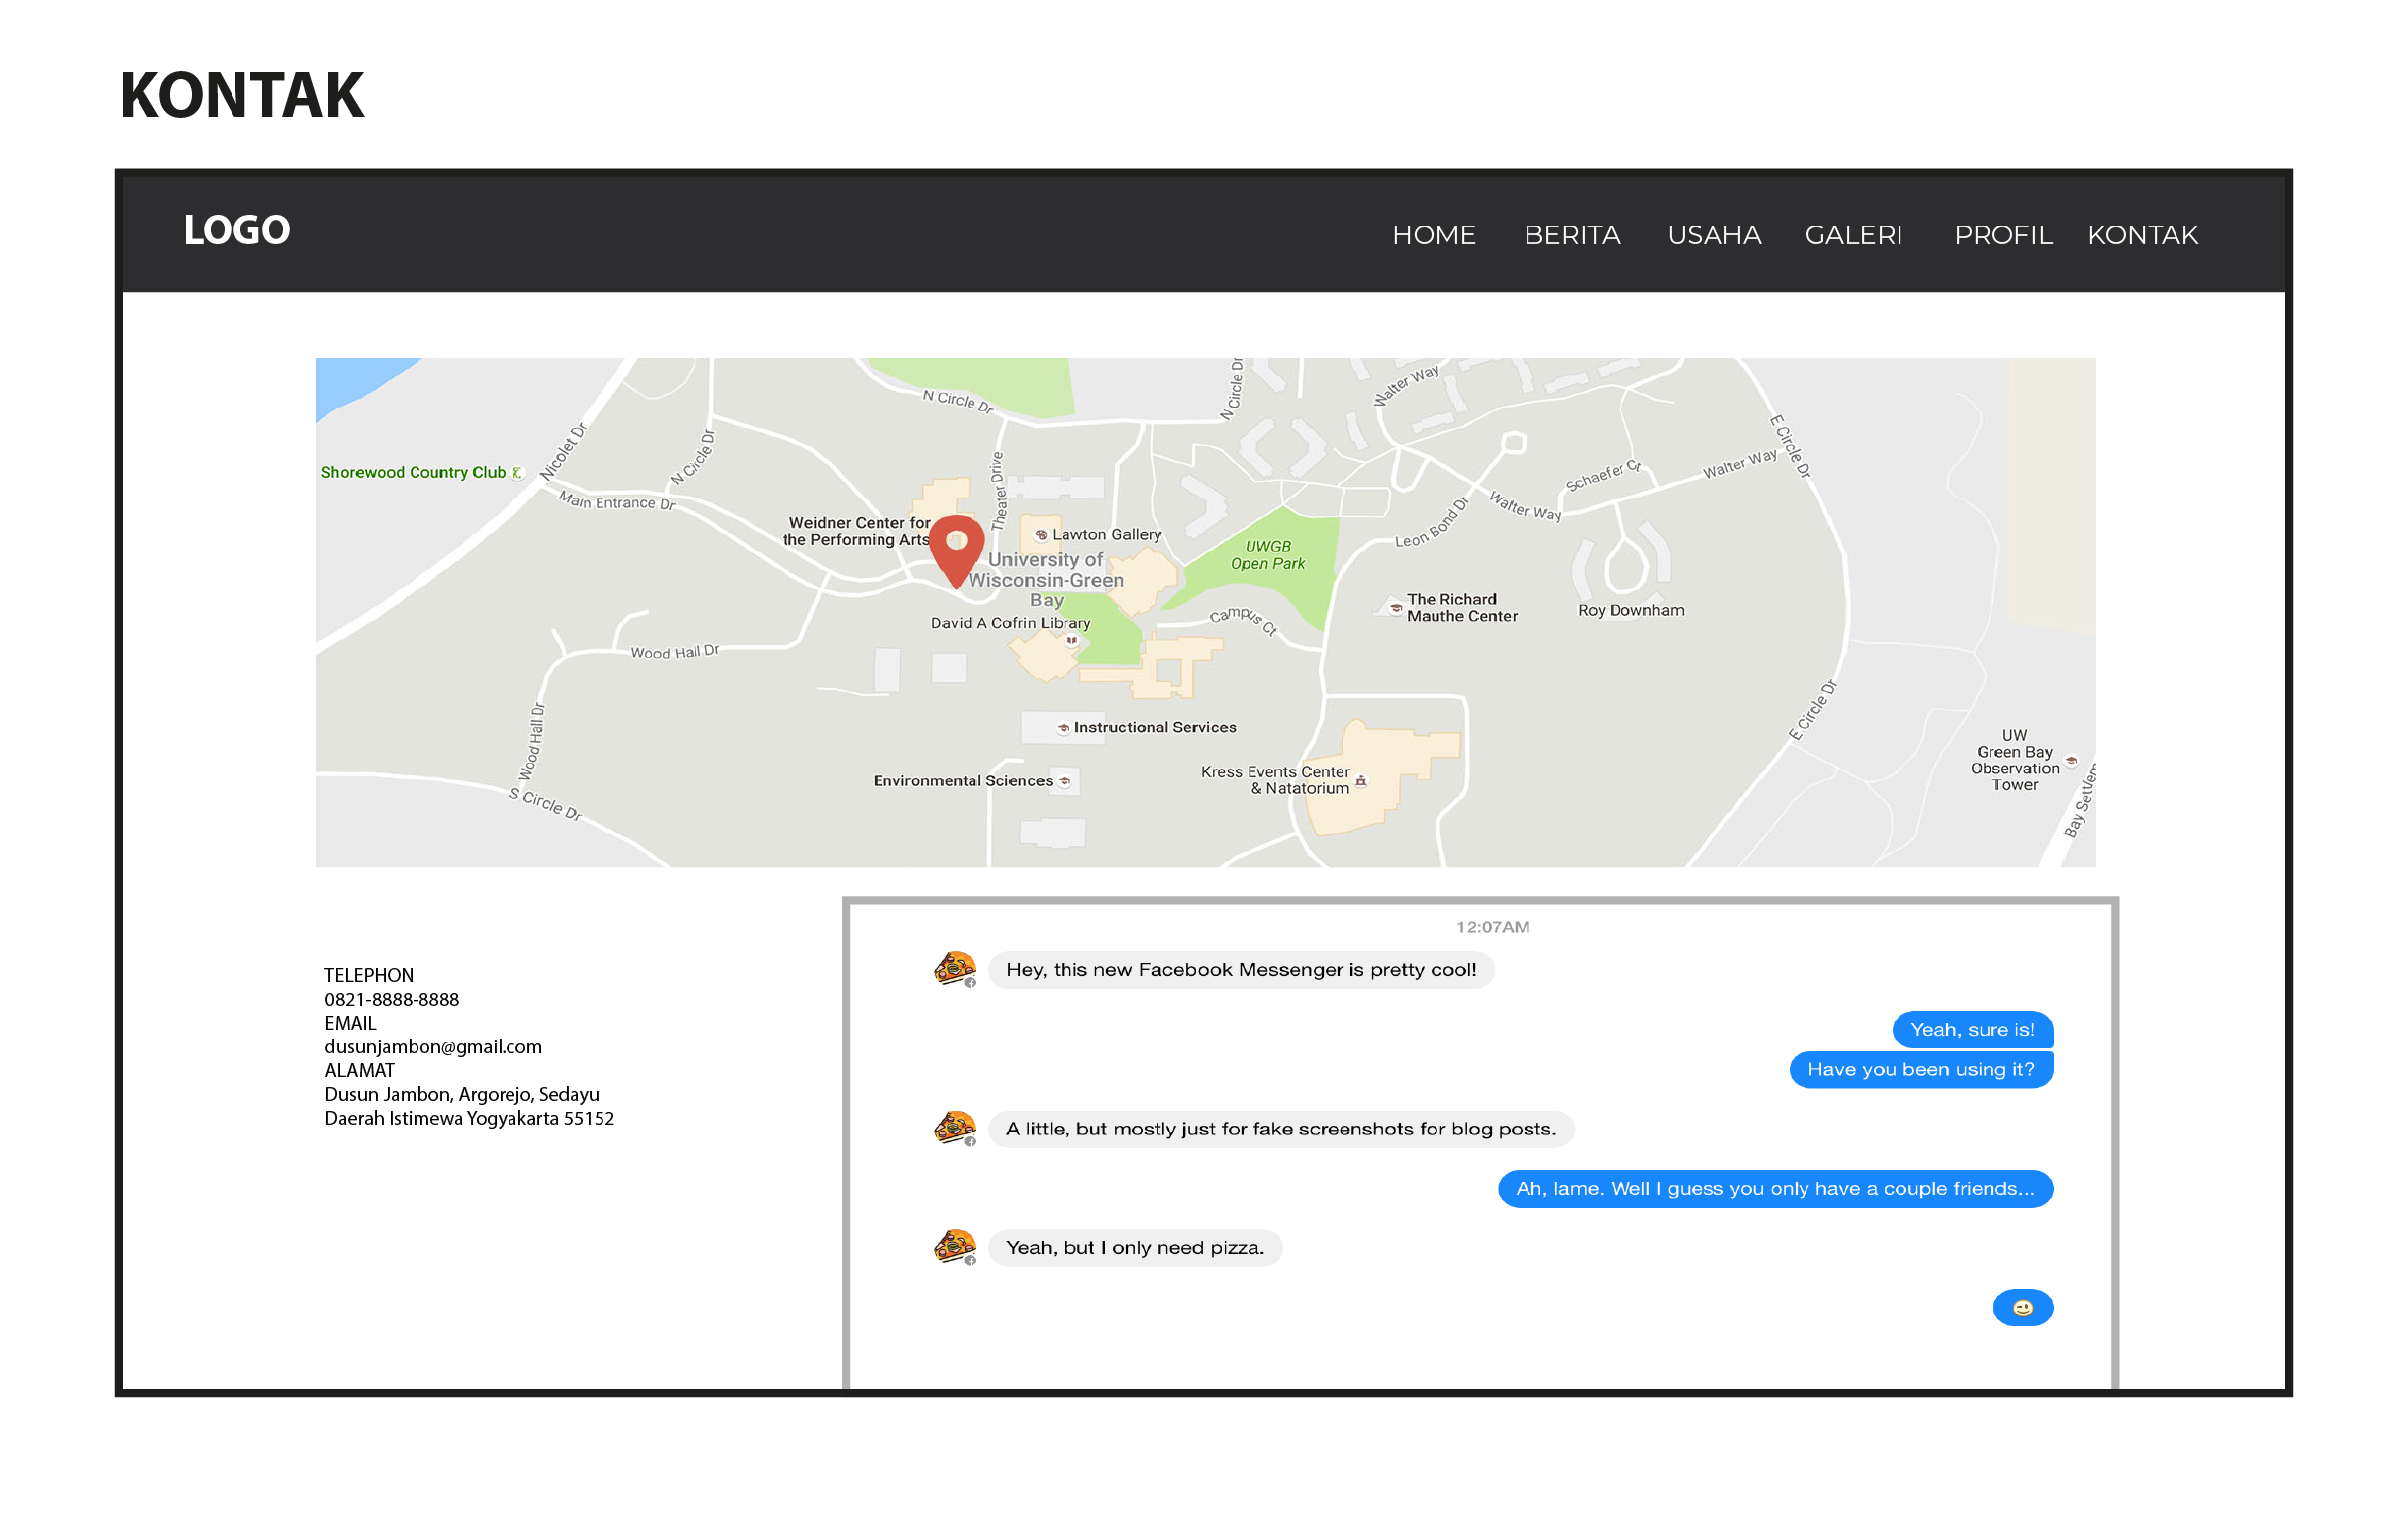 KONTAK
LOGO
HOME BERITA USAHA GALERI PROFIL KONTAK
N Circle Dr
N Circle Dr
Walter Way
E Circle Dr
Nicolet Dr
N Circle Dr
Shorewood Country Club
Main Entrance Dr
Theater Drive
Schaefer Ct
Walter Way
Walter Way
Leon Bond Dr
Weidner Center for
the Performing Arts
Lawton Gallery
University of
Wisconsin-Green
Bay
UWGB
Open Park
David A Cofrin Library
Campus Ct
The Richard
Mauthe Center
Roy Downham
Wood Hall Dr
Wood Hall Dr
S Circle Dr
Instructional Services
Environmental Sciences
Kress Events Center
& Natatorium
E Circle Dr
UW
Green Bay
Observation
Tower
Bay Settlem
TELEPHON
0821-8888-8888
EMAIL
dusunjambon@gmail.com
ALAMAT
Dusun Jambon, Argorejo, Sedayu
Daerah Istimewa Yogyakarta 55152
12:07AM
Hey, this new Facebook Messenger is pretty cool!
Yeah, sure is!
Have you been using it?
A little, but mostly just for fake screenshots for blog posts.
Ah, lame. Well I guess you only have a couple friends...
Yeah, but I only need pizza.